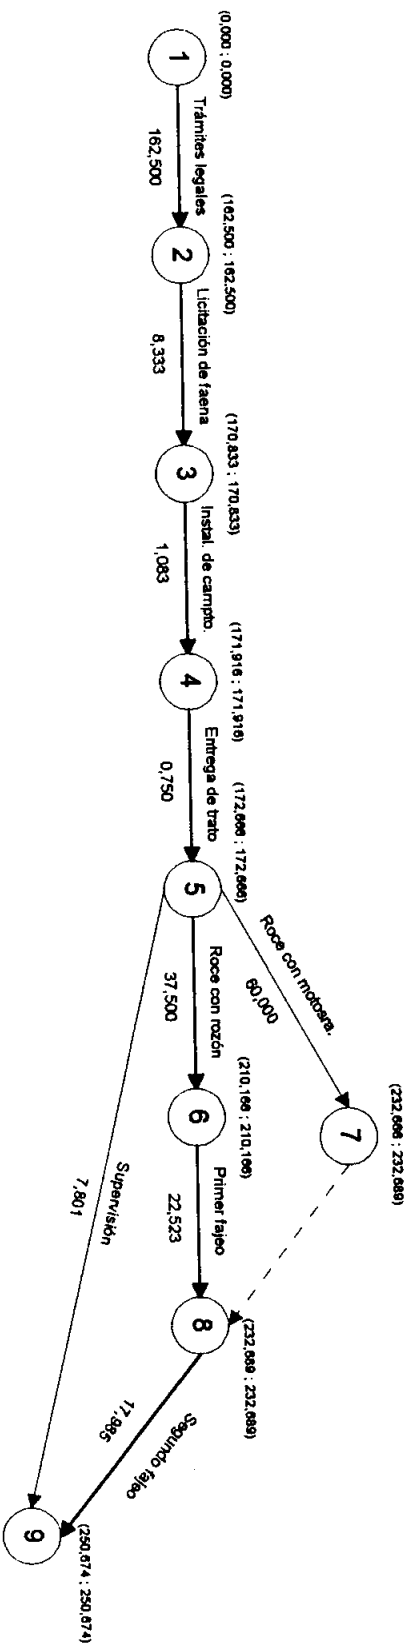 (0,000 ; 0,000)
1
Trámites legales
162,500
(162,500 ; 162,500)
2
Licitación de faena
8,333
(170,833 ; 170,833)
3
Instal. de campto.
1,083
(171,916 ; 171,916)
4
Entrega de trato
0,750
(172,666 ; 172,666)
5
Roce con motosra.
60,000
(232,666 ; 232,689)
7
Roce con rozón
37,500
(210,166 ; 210,166)
6
Primer fajeo
22,523
(232,689 ; 232,689)
8
Supervisión
7,801
Segundo fajeo
17,985
(250,674 ; 250,674)
9